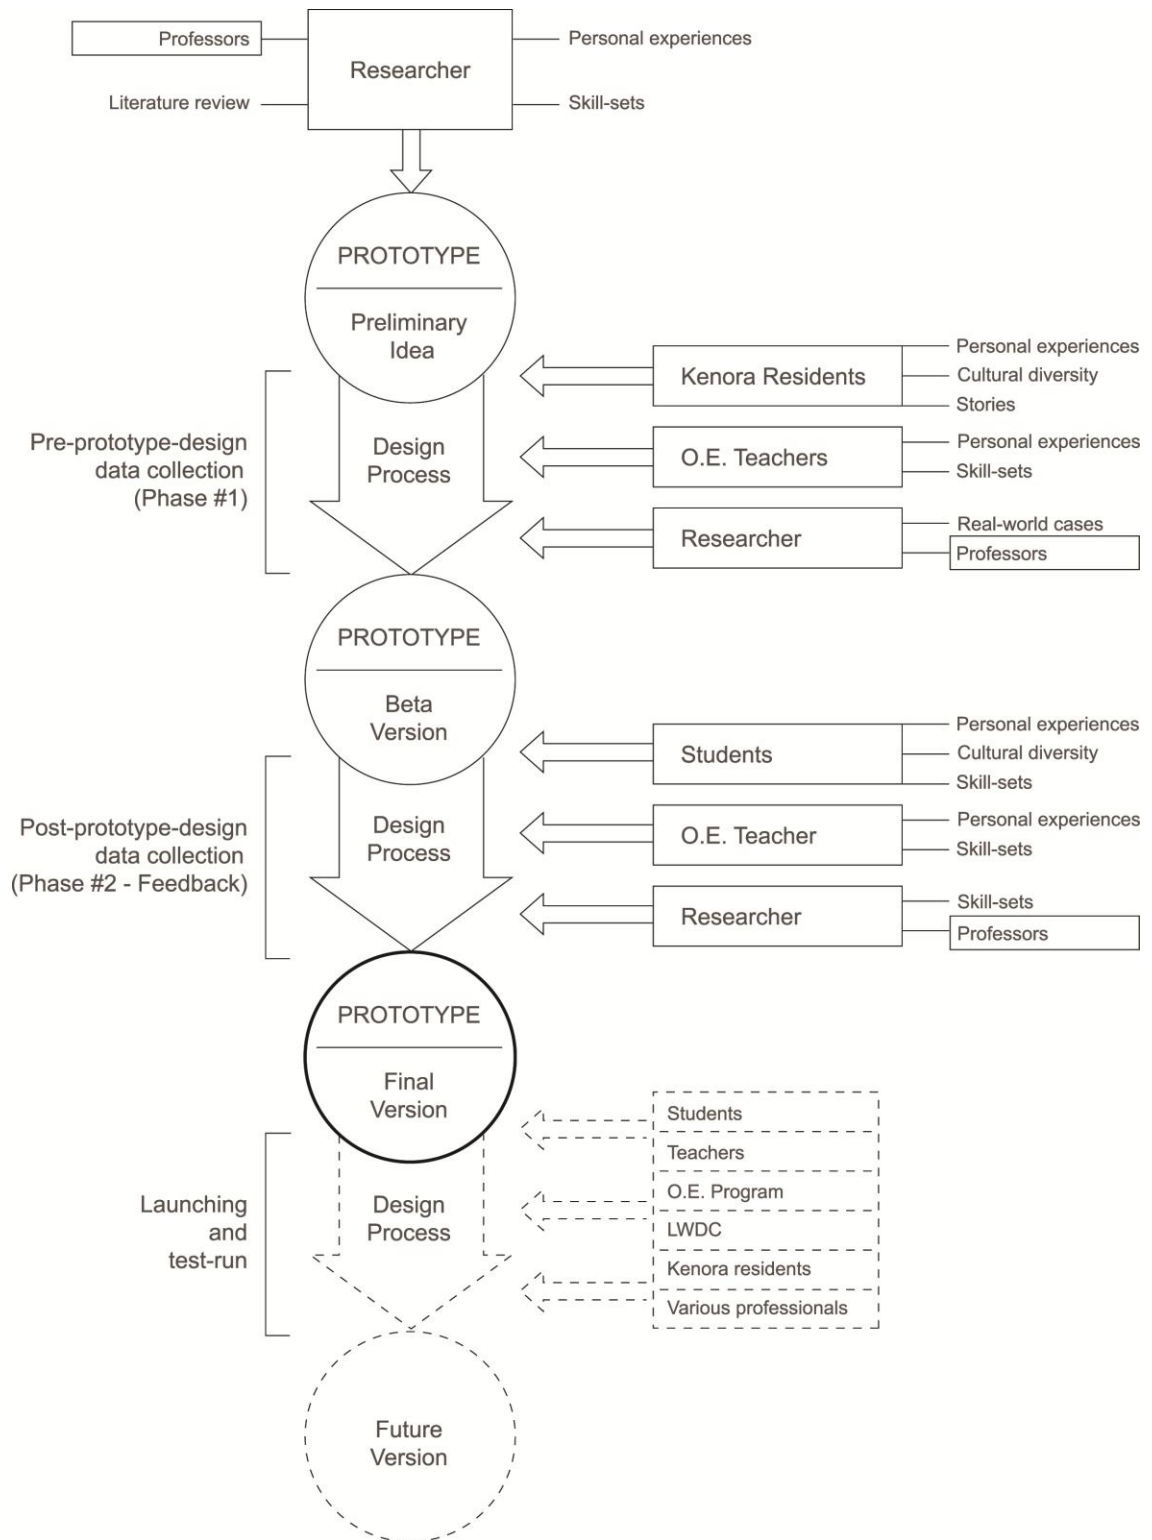 Professors
Personal experiences
Researcher
Literature review
Skill-sets
PROTOTYPE
Preliminary
Idea
Pre-prototype-design
data collection
(Phase #1)
Design
Process
Kenora Residents
Personal experiences
Cultural diversity
Stories
O.E. Teachers
Personal experiences
Skill-sets
Researcher
Real-world cases
Professors
PROTOTYPE
Beta
Version
Post-prototype-design
data collection
(Phase #2 - Feedback)
Design
Process
Students
Personal experiences
Cultural diversity
Skill-sets
O.E. Teacher
Personal experiences
Skill-sets
Researcher
Skill-sets
Professors
PROTOTYPE
Final
Version
Launching
and
test-run
Design
Process
Students
Teachers
O.E. Program
LWDC
Kenora residents
Various professionals
Future
Version